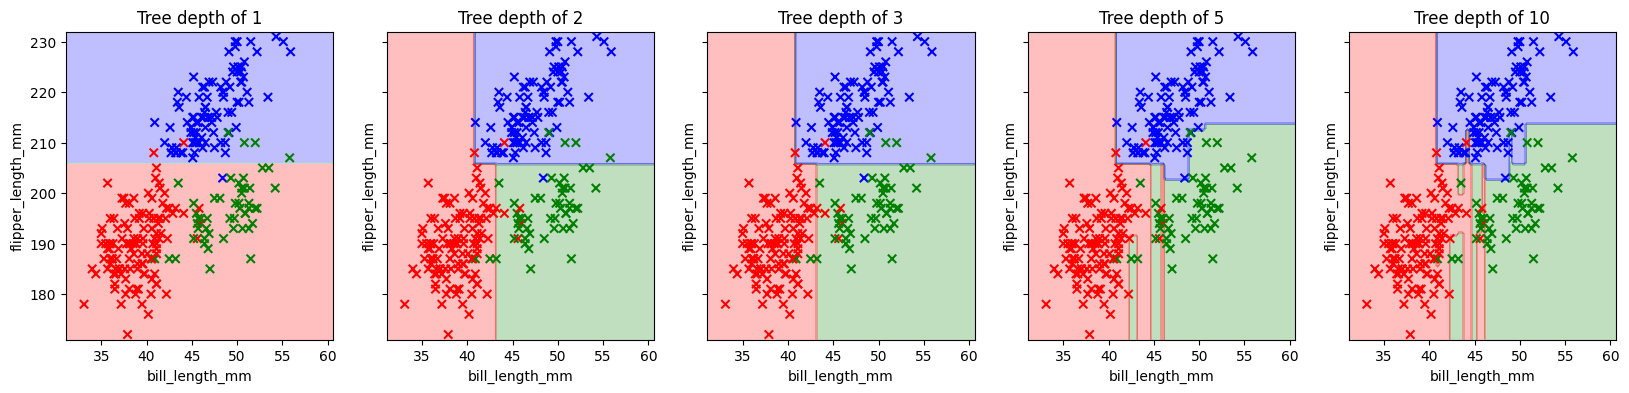 Tree depth of 1
Tree depth of 2
Tree depth of 3
Tree depth of 5
Tree depth of 10
flipper_length_mm
230
220
210
200
190
180
flipper_length_mm
flipper_length_mm
flipper_length_mm
flipper_length_mm
35 40 45 50 55 60
35 40 45 50 55 60
35 40 45 50 55 60
35 40 45 50 55 60
35 40 45 50 55 60
bill_length_mm
bill_length_mm
bill_length_mm
bill_length_mm
bill_length_mm